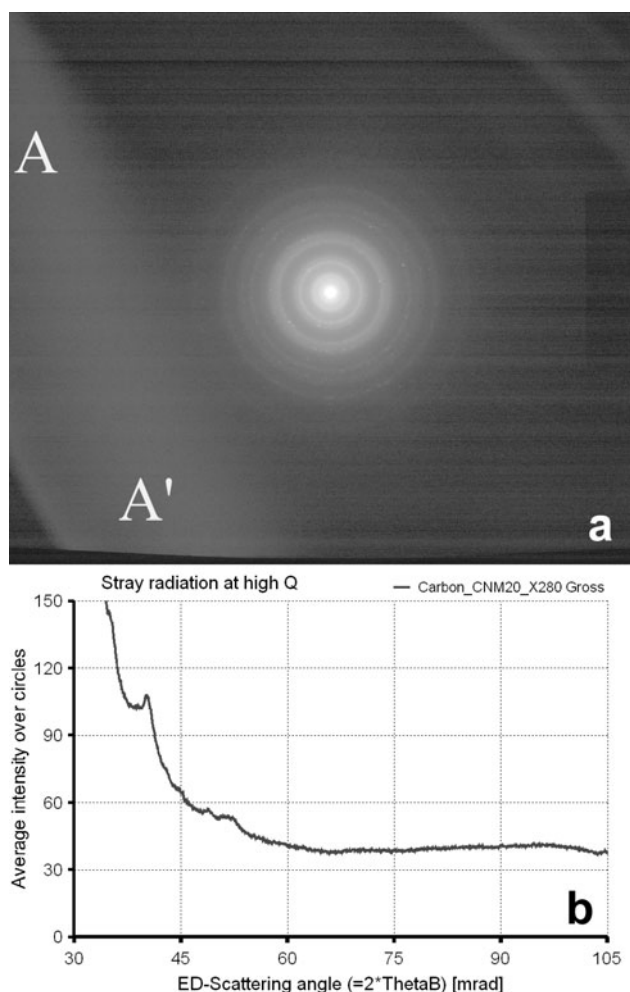 A
A'
a
Stray radiation at high Q
Carbon_CNM20_X280 Gross
150
120
90
60
30
0
Average intensity over circles
b
30 45 60 75 90 105
ED-Scattering angle (=2*ThetaB) [mrad]